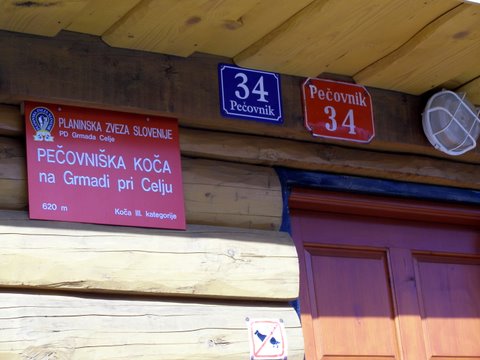 PLANINSKA ZVEZA SLOVENIJE
PD Grmada Celje
PEČOVNIŠKA KOČA
na Grmadi pri Celju
620 m
Koča III. kategorije
34
Pečovnik
Pečovnik
34